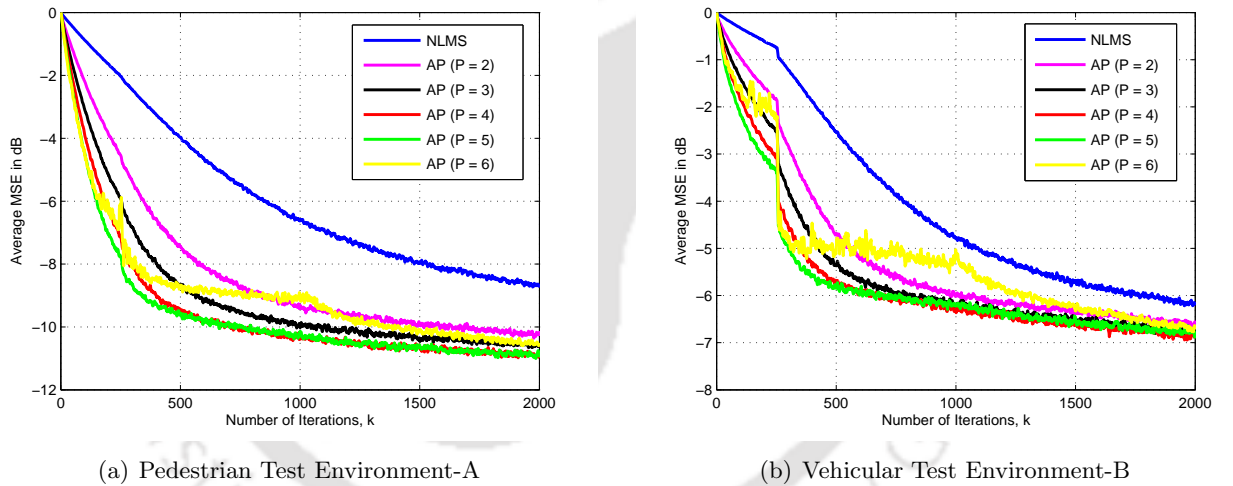 0
−2
−4
−6
−8
−10
−12
Average MSE in dB
NLMS
AP (P = 2)
AP (P = 3)
AP (P = 4)
AP (P = 5)
AP (P = 6)
0 500 1000 1500 2000
Number of Iterations, k
(a) Pedestrian Test Environment-A
0
−1
−2
−3
−4
−5
−6
−7
−8
Average MSE in dB
NLMS
AP (P = 2)
AP (P = 3)
AP (P = 4)
AP (P = 5)
AP (P = 6)
0 500 1000 1500 2000
Number of Iterations, k
(b) Vehicular Test Environment-B